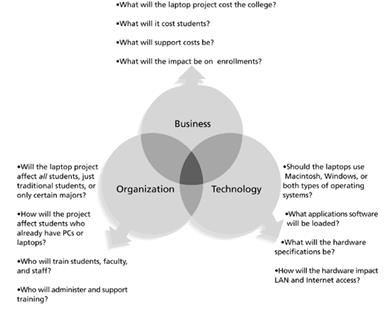 •What will the laptop project cost the college?
•What will it cost students?
•What will support costs be?
•What will the impact be on enrollments?
Business
Organization
Technology
•Will the laptop project
affect all students, just
traditional students, or
only certain majors?
•How will the project
affect students who
already have PCs or
laptops?
•Who will train students, faculty,
and staff?
•Who will administer and support
training?
•Should the laptops use
Macintosh, Windows, or
both types of operating
systems?
•What applications software
will be loaded?
•What will the hardware
specifications be?
•How will the hardware impact
LAN and Internet access?